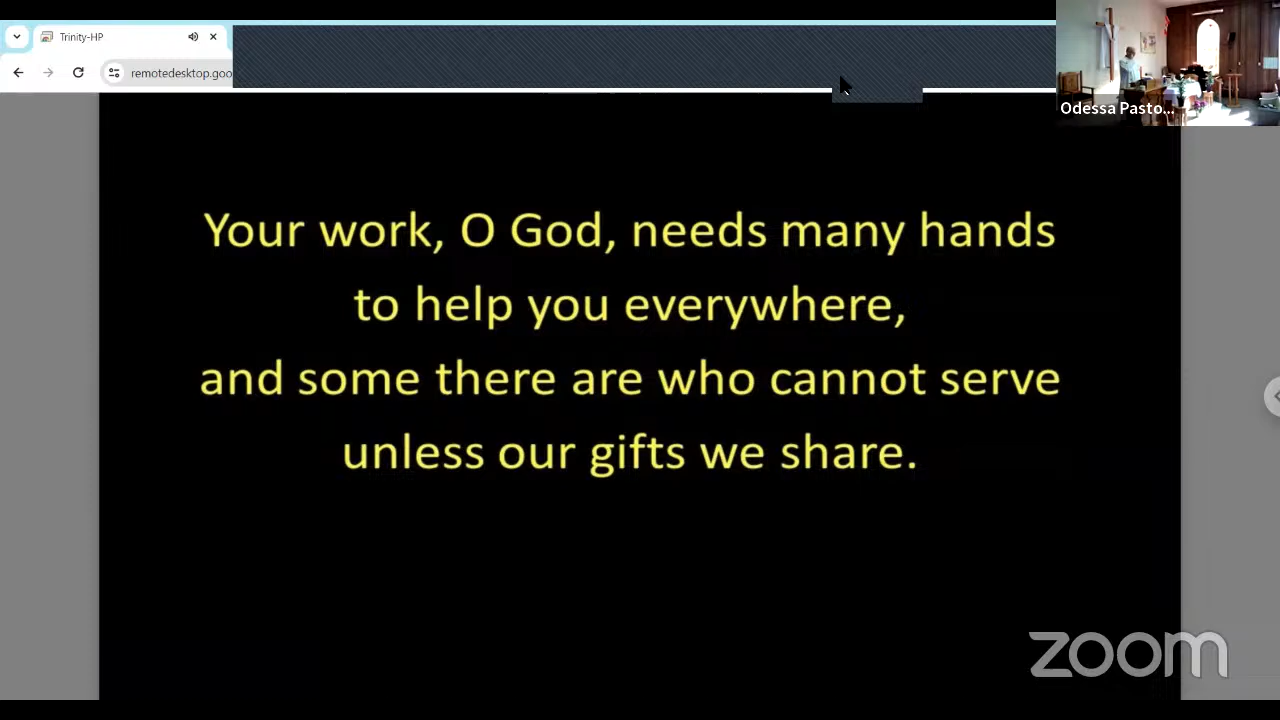 Trinity-HP
remotedesktop.goo
Odessa Pasto...
Your work, O God, needs many hands
to help you everywhere,
and some there are who cannot serve
unless our gifts we share.
zoom